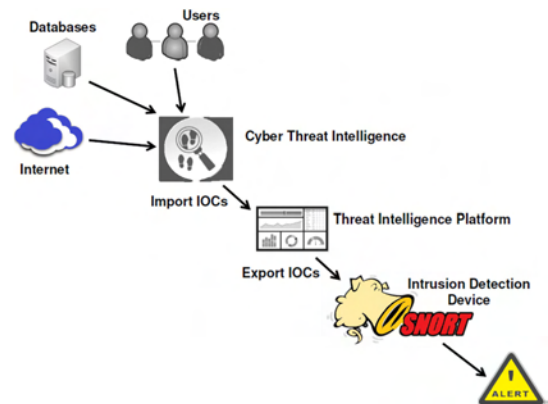 Users
Databases
Cyber Threat Intelligence
Internet
Import IOCs
Threat Intelligence Platform
Export IOCs
Intrusion Detection
Device
SNORT
!
ALERT